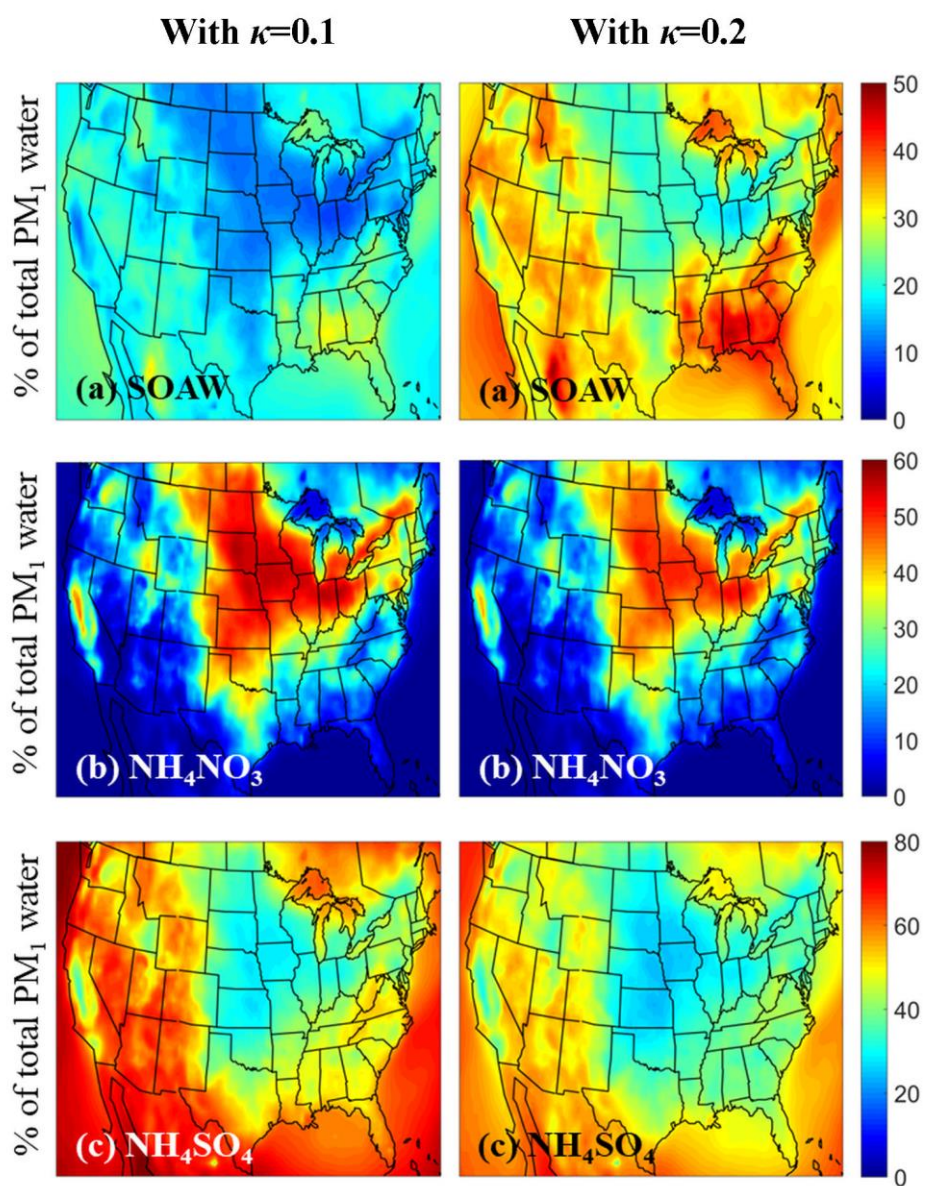 With κ=0.1
With κ=0.2
% of total PM₁ water
(a) SOAW
(a) SOAW
50
40
30
20
10
0
% of total PM₁ water
(b) NH₄NO₃
(b) NH₄NO₃
60
50
40
30
20
10
0
% of total PM₁ water
(c) NH₄SO₄
(c) NH₄SO₄
80
60
40
20
0